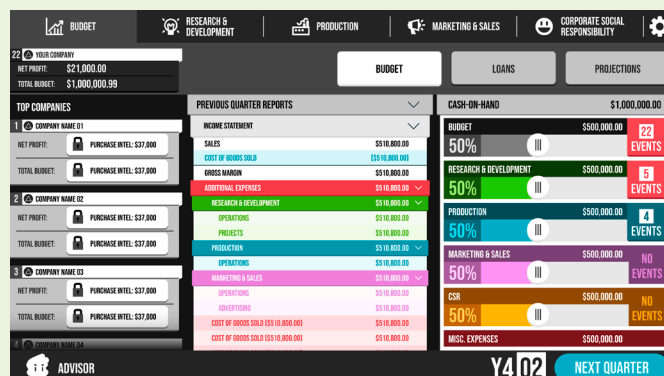 BUDGET
RESEARCH &
DEVELOPMENT
PRODUCTION
MARKETING & SALES
CORPORATE SOCIAL
RESPONSIBILITY
22 YOUR COMPANY
NET PROFIT: $21,000.00
TOTAL BUDGET: $1,000,000.99
BUDGET
LOANS
PROJECTIONS
TOP COMPANIES
1 COMPANY NAME 01
NET PROFIT: PURCHASE INTEL: $37,000
TOTAL BUDGET: PURCHASE INTEL: $37,000
2 COMPANY NAME 02
NET PROFIT: PURCHASE INTEL: $37,000
TOTAL BUDGET: PURCHASE INTEL: $37,000
3 COMPANY NAME 03
NET PROFIT: PURCHASE INTEL: $37,000
TOTAL BUDGET: PURCHASE INTEL: $37,000
4 COMPANY NAME 04
PREVIOUS QUARTER REPORTS
INCOME STATEMENT
SALES $510,800.00
COST OF GOODS SOLD ($510,800.00)
GROSS MARGIN $510,800.00
ADDITIONAL EXPENSES $510,800.00
RESEARCH & DEVELOPMENT $510,800.00
OPERATIONS $510,800.00
PROJECTS $510,800.00
PRODUCTION $510,800.00
OPERATIONS $510,800.00
MARKETING & SALES $510,800.00
OPERATIONS $510,800.00
ADVERTISING $510,800.00
COST OF GOODS SOLD ($510,800.00) $510,800.00
COST OF GOODS SOLD ($510,800.00) $510,800.00
CASH-ON-HAND $1,000,000.00
BUDGET $500,000.00
50%
22
EVENTS
RESEARCH & DEVELOPMENT $500,000.00
50%
5
EVENTS
PRODUCTION $500,000.00
50%
4
EVENTS
MARKETING & SALES $500,000.00
50%
NO
EVENTS
CSR $500,000.00
50%
NO
EVENTS
MISC. EXPENSES $500,000.00
ADVISOR
Y4 02
NEXT QUARTER